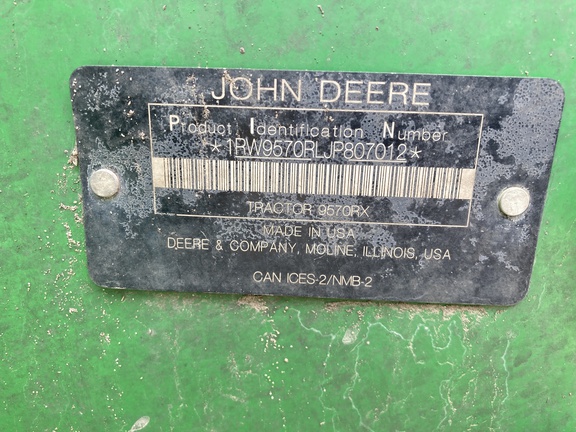 JOHN DEERE
Product Identification Number
*1RW9570RLJP807012*
TRACTOR 9570RX
MADE IN USA
DEERE & COMPANY, MOLINE, ILLINOIS, USA
CAN ICES-2/NMB-2